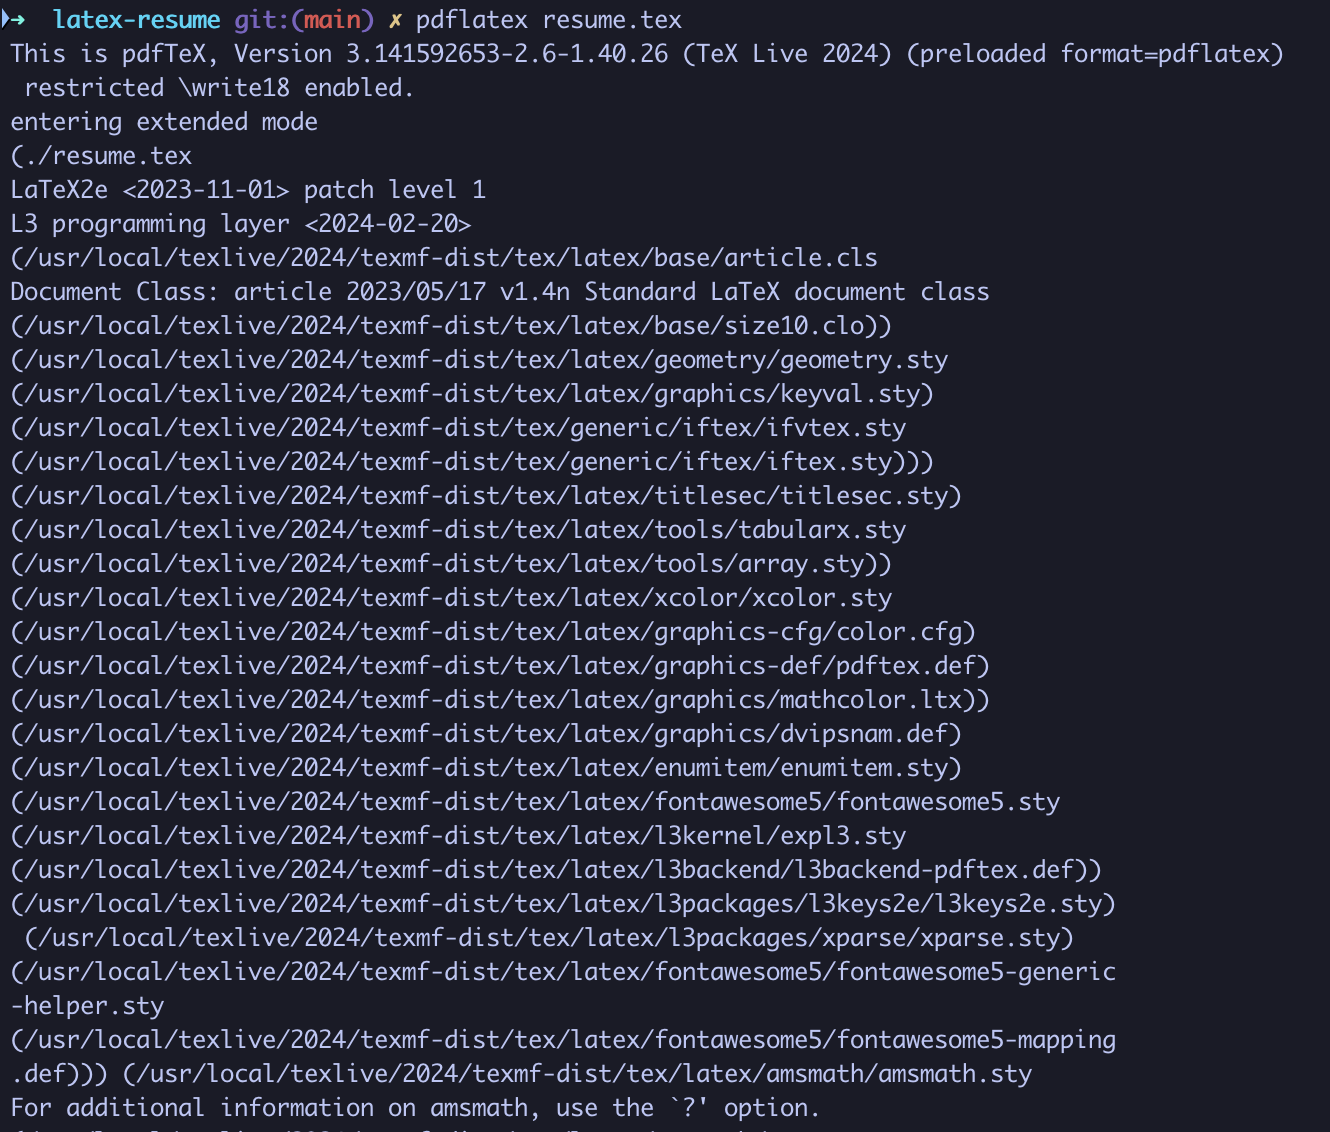 ➜  latex-resume git:(main) ✗ pdflatex resume.tex
This is pdfTeX, Version 3.141592653-2.6-1.40.26 (TeX Live 2024) (preloaded format=pdflatex)
 restricted \write18 enabled.
entering extended mode
(./resume.tex
LaTeX2e <2023-11-01> patch level 1
L3 programming layer <2024-02-20>
(/usr/local/texlive/2024/texmf-dist/tex/latex/base/article.cls
Document Class: article 2023/05/17 v1.4n Standard LaTeX document class
(/usr/local/texlive/2024/texmf-dist/tex/latex/base/size10.clo))
(/usr/local/texlive/2024/texmf-dist/tex/latex/geometry/geometry.sty
(/usr/local/texlive/2024/texmf-dist/tex/latex/graphics/keyval.sty)
(/usr/local/texlive/2024/texmf-dist/tex/generic/iftex/ifvtex.sty
(/usr/local/texlive/2024/texmf-dist/tex/generic/iftex/iftex.sty)))
(/usr/local/texlive/2024/texmf-dist/tex/latex/titlesec/titlesec.sty)
(/usr/local/texlive/2024/texmf-dist/tex/latex/tools/tabularx.sty
(/usr/local/texlive/2024/texmf-dist/tex/latex/tools/array.sty))
(/usr/local/texlive/2024/texmf-dist/tex/latex/xcolor/xcolor.sty
(/usr/local/texlive/2024/texmf-dist/tex/latex/graphics-cfg/color.cfg)
(/usr/local/texlive/2024/texmf-dist/tex/latex/graphics-def/pdftex.def)
(/usr/local/texlive/2024/texmf-dist/tex/latex/graphics/mathcolor.ltx))
(/usr/local/texlive/2024/texmf-dist/tex/latex/graphics/dvipsnam.def)
(/usr/local/texlive/2024/texmf-dist/tex/latex/enumitem/enumitem.sty)
(/usr/local/texlive/2024/texmf-dist/tex/latex/fontawesome5/fontawesome5.sty
(/usr/local/texlive/2024/texmf-dist/tex/latex/l3kernel/expl3.sty
(/usr/local/texlive/2024/texmf-dist/tex/latex/l3backend/l3backend-pdftex.def))
(/usr/local/texlive/2024/texmf-dist/tex/latex/l3packages/l3keys2e/l3keys2e.sty)
 (/usr/local/texlive/2024/texmf-dist/tex/latex/l3packages/xparse/xparse.sty)
(/usr/local/texlive/2024/texmf-dist/tex/latex/fontawesome5/fontawesome5-generic
-helper.sty
(/usr/local/texlive/2024/texmf-dist/tex/latex/fontawesome5/fontawesome5-mapping
.def))) (/usr/local/texlive/2024/texmf-dist/tex/latex/amsmath/amsmath.sty
For additional information on amsmath, use the `?' option.